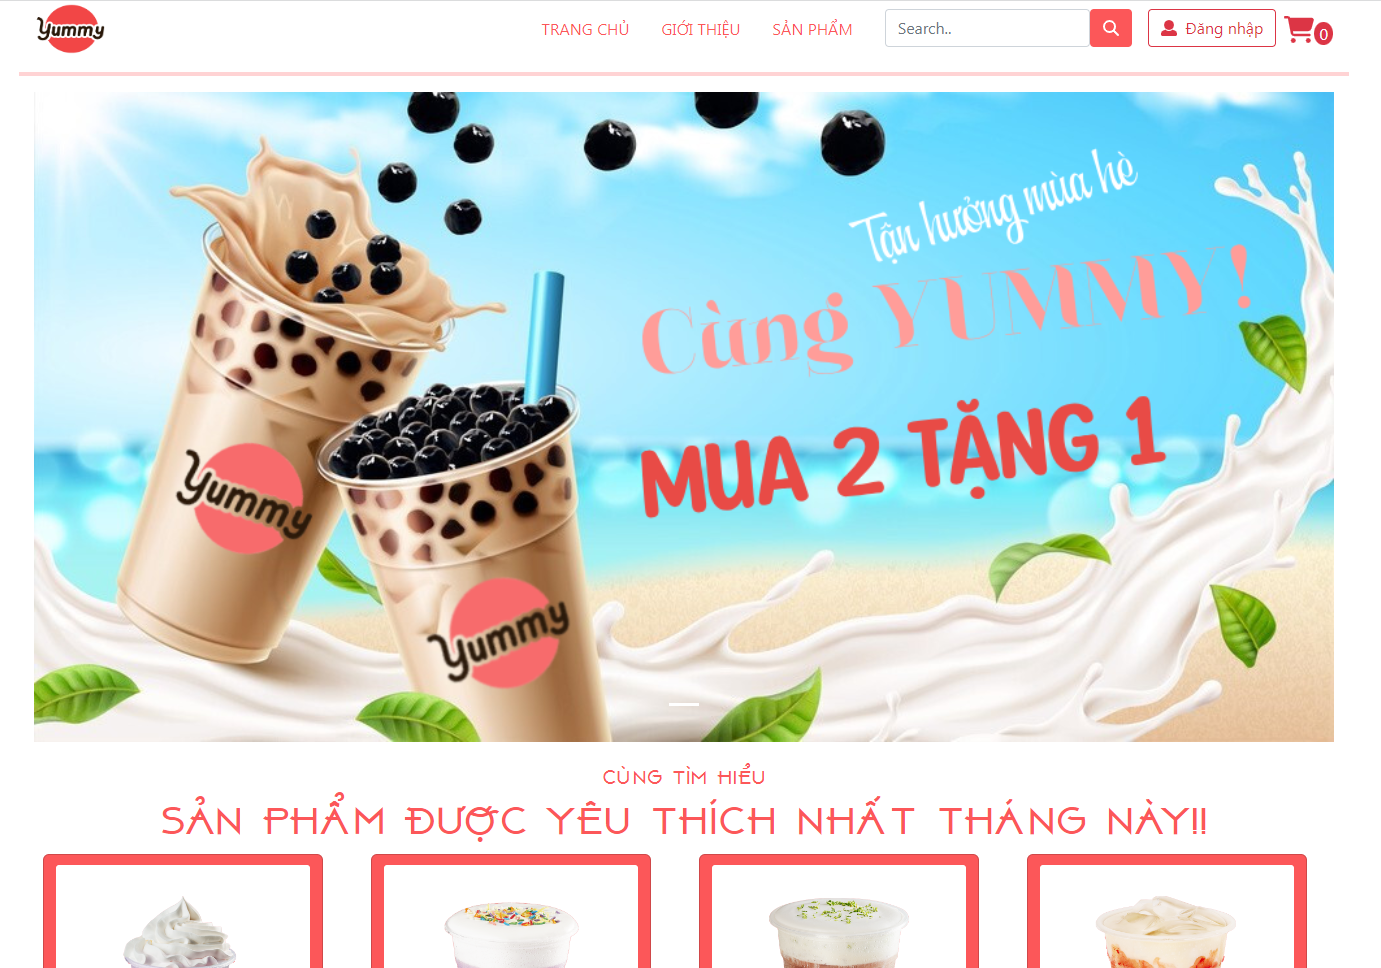 Yummy
TRANG CHỦ
GIỚI THIỆU
SẢN PHẨM
Search..
Đăng nhập
0
Tận hưởng mùa hè
Cùng YUMMY!
MUA 2 TẶNG 1
Yummy
Yummy
CÙNG TÌM HIỂU
SẢN PHẨM ĐƯỢC YÊU THÍCH NHẤT THÁNG NÀY!!